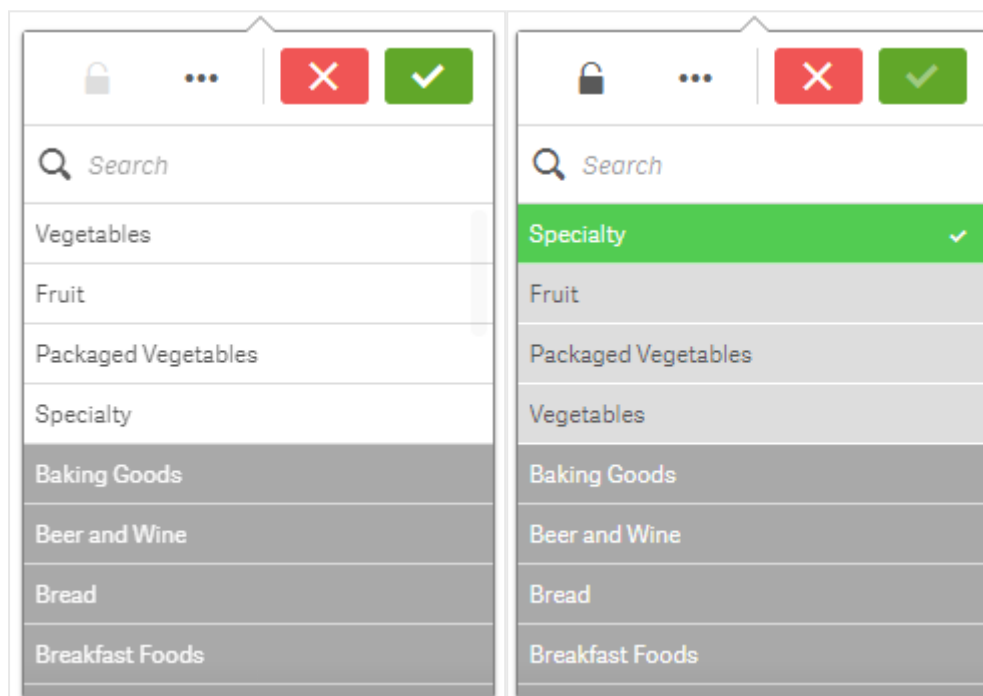 Search
Vegetables
Fruit
Packaged Vegetables
Specialty
Baking Goods
Beer and Wine
Bread
Breakfast Foods
Search
Specialty
Fruit
Packaged Vegetables
Vegetables
Baking Goods
Beer and Wine
Bread
Breakfast Foods